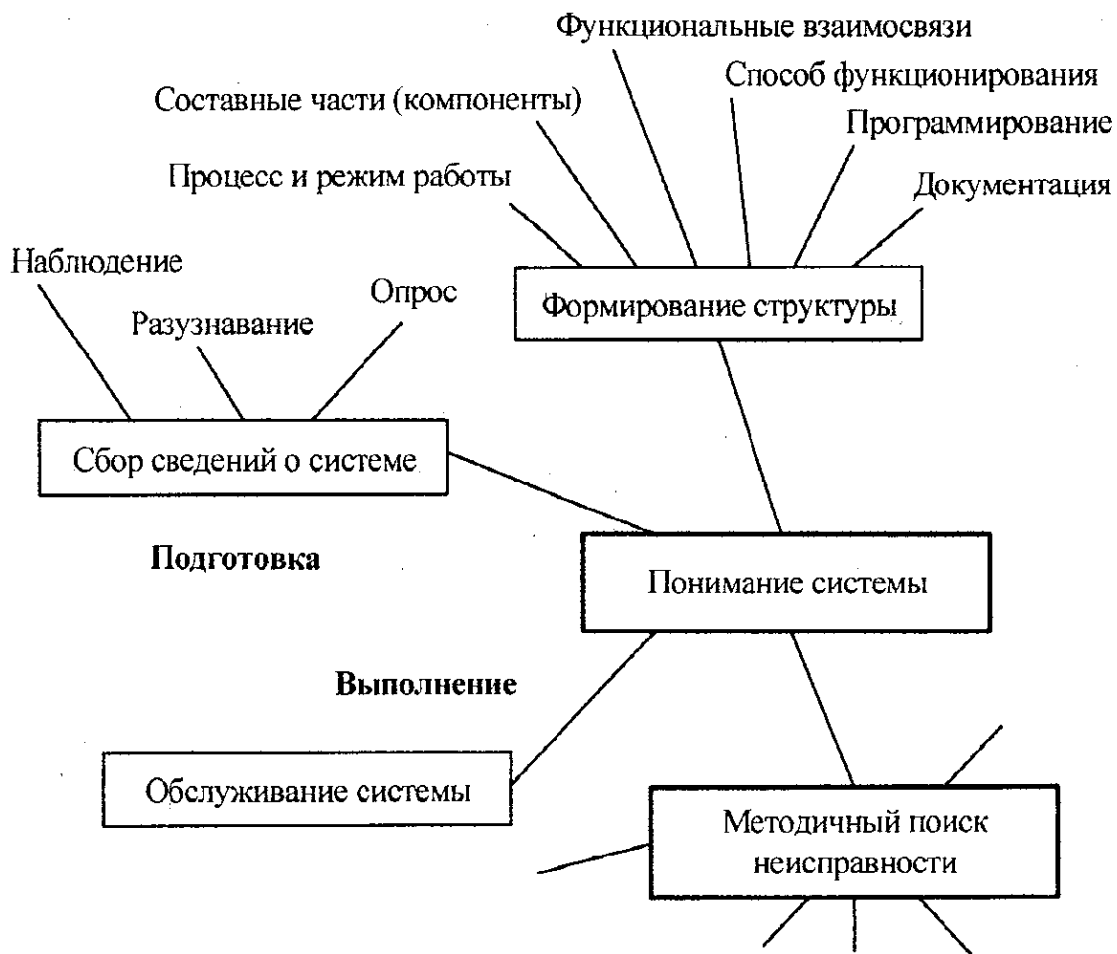 Функциональные взаимосвязи
Способ функционирования
Составные части (компоненты)
Программирование
Процесс и режим работы
Документация
Наблюдение
Опрос
Разузнавание
Формирование структуры
Сбор сведений о системе
Подготовка
Понимание системы
Выполнение
Обслуживание системы
Методичный поиск
неисправности